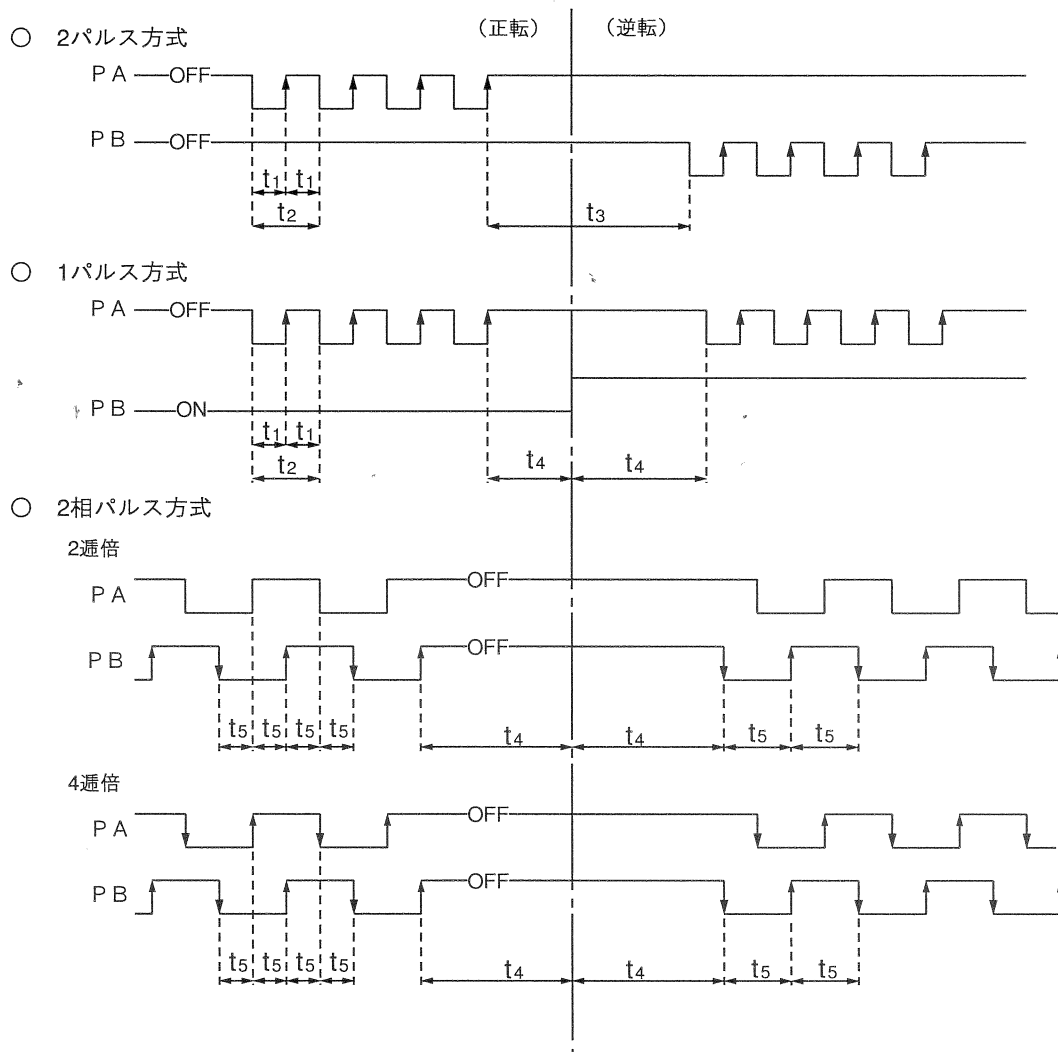 (正転) (逆転)
○ 2パルス方式
PA OFF
PB OFF
t1 t1
t2 t3
○ 1パルス方式
PA OFF
PB ON
t1 t1
t2 t4 t4
○ 2相パルス方式
2逓倍
PA OFF
PB OFF
t5 t5 t5 t5 t4 t4 t5 t5
4逓倍
PA OFF
PB OFF
t5 t5 t5 t5 t4 t4 t5 t5